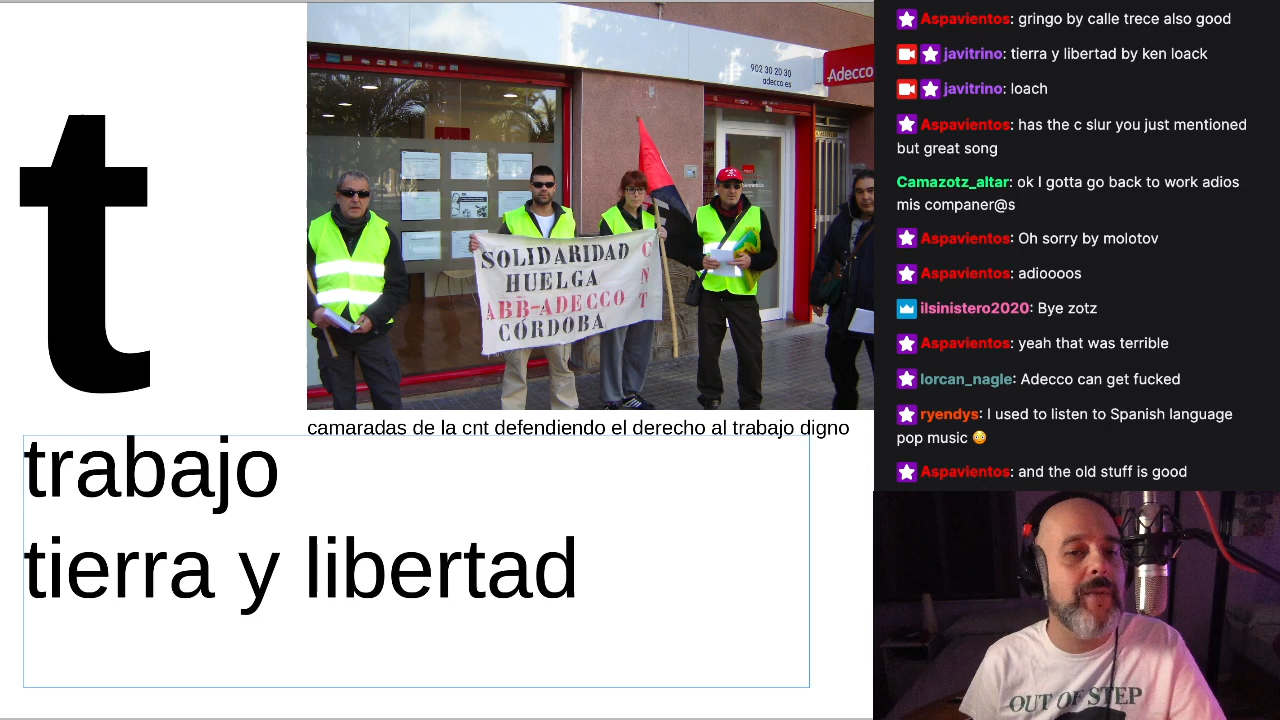 t
902 30 20 30
adecco.es
Adecco
SOLIDARIDAD
HUELGA
ABB-ADECCO
CÓRDOBA
CNT
camaradas de la cnt defendiendo el derecho al trabajo digno
trabajo
tierra y libertad
Aspavientos: gringo by calle trece also good
javitrino: tierra y libertad by ken loack
javitrino: loach
Aspavientos: has the c slur you just mentioned
but great song
Camazotz_altar: ok I gotta go back to work adios
mis companer@s
Aspavientos: Oh sorry by molotov
Aspavientos: adioooos
ilsinistero2020: Bye zotz
Aspavientos: yeah that was terrible
lorcan_nagle: Adecco can get fucked
ryendys: I used to listen to Spanish language
pop music 😳
Aspavientos: and the old stuff is good
OUT OF STEP